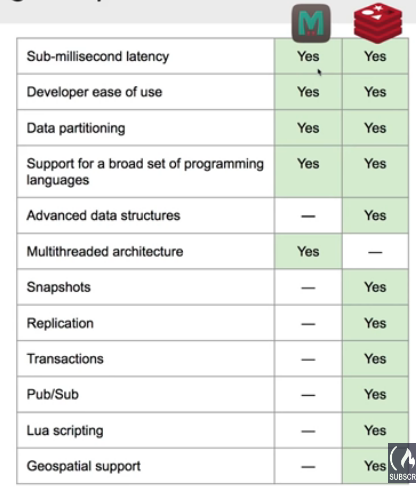 Sub-millisecond latency Yes Yes
Developer ease of use Yes Yes
Data partitioning Yes Yes
Support for a broad set of programming Yes Yes
languages
Advanced data structures — Yes
Multithreaded architecture Yes —
Snapshots — Yes
Replication — Yes
Transactions — Yes
Pub/Sub — Yes
Lua scripting — Yes
Geospatial support — Yes
SUBSCR